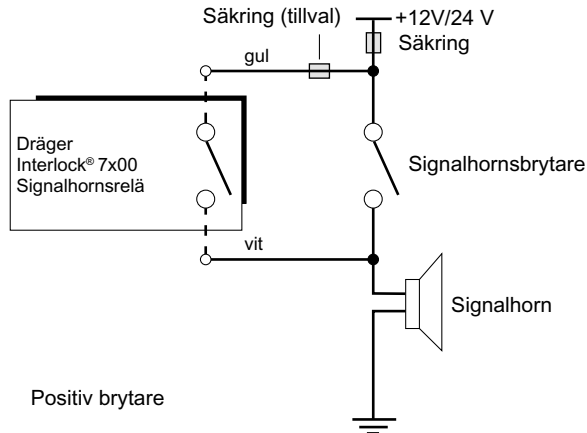 Säkring (tillval)
+12V/24 V
Säkring
gul
Dräger
Interlock® 7x00
Signalhornsrelä
Signalhornsbrytare
vit
Signalhorn
Positiv brytare